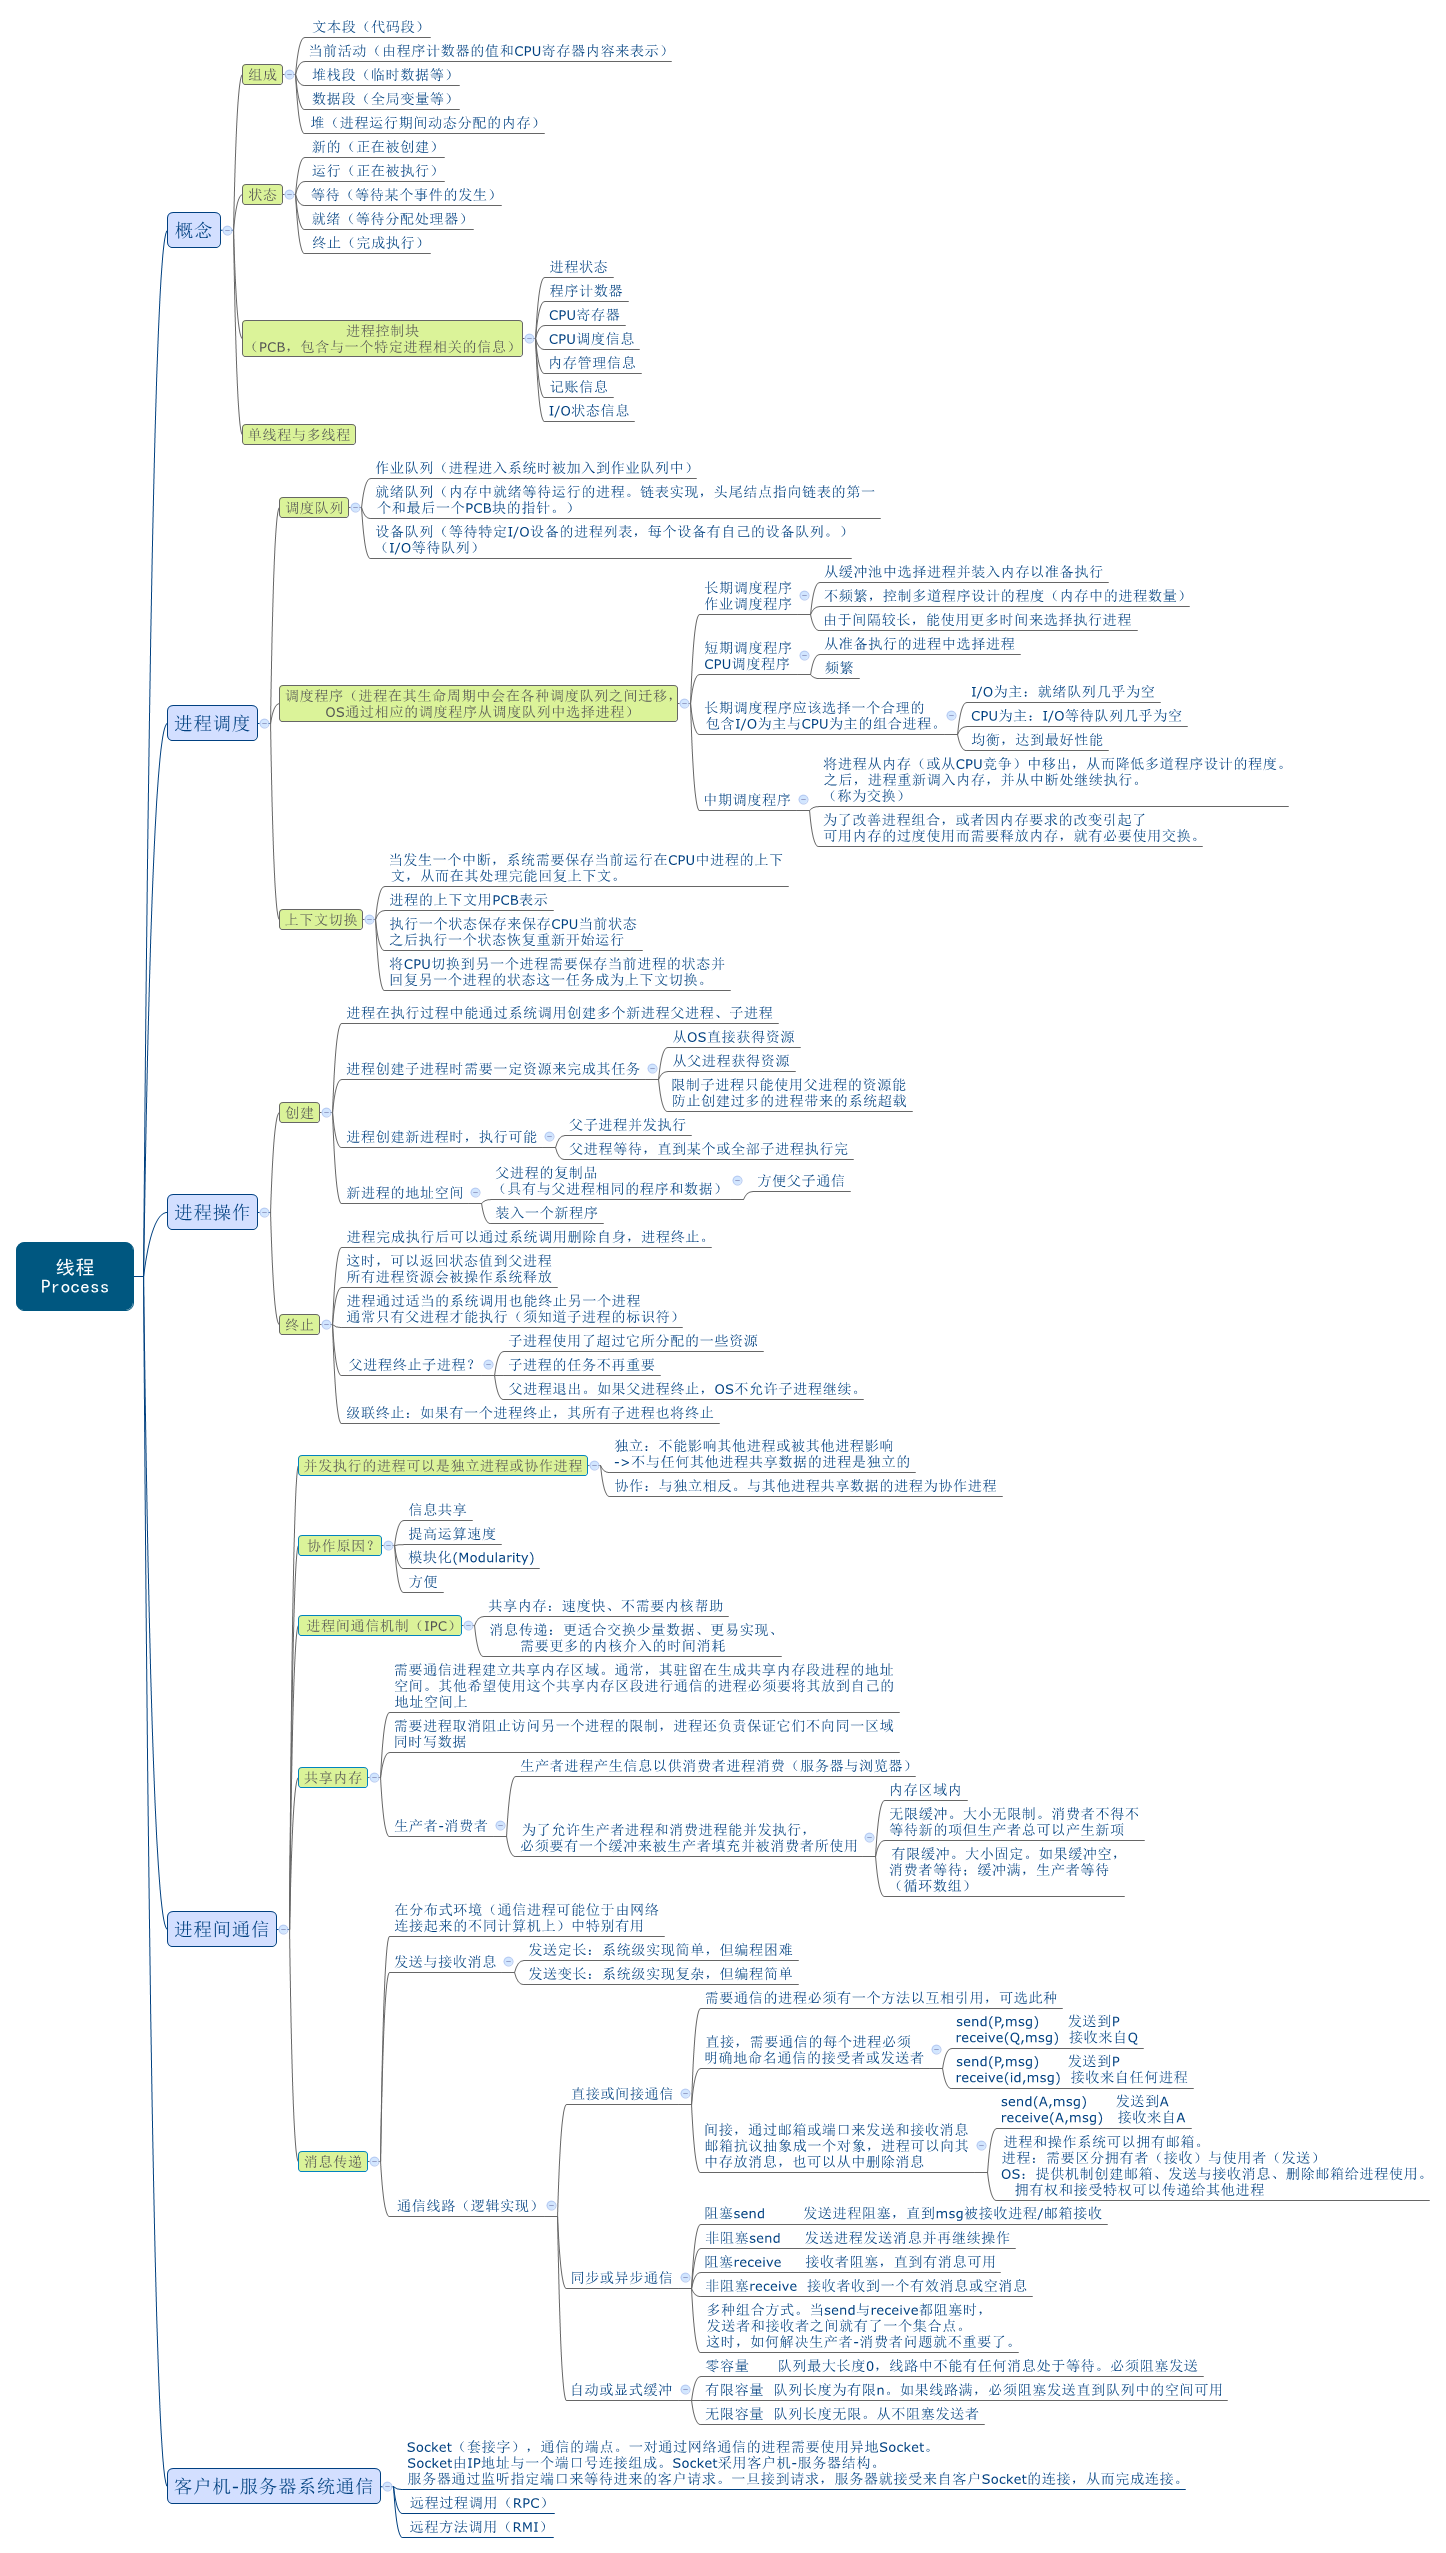 线程
Process
概念
组成
文本段（代码段）
当前活动（由程序计数器的值和CPU寄存器内容来表示）
堆栈段（临时数据等）
数据段（全局变量等）
堆（进程运行期间动态分配的内存）
状态
新的（正在被创建）
运行（正在被执行）
等待（等待某个事件的发生）
就绪（等待分配处理器）
终止（完成执行）
进程控制块
（PCB，包含与一个特定进程相关的信息）
进程状态
程序计数器
CPU寄存器
CPU调度信息
内存管理信息
记账信息
I/O状态信息
单线程与多线程
进程调度
调度队列
作业队列（进程进入系统时被加入到作业队列中）
就绪队列（内存中就绪等待运行的进程。链表实现，头尾结点指向链表的第一
个和最后一个PCB块的指针。）
设备队列（等待特定I/O设备的进程列表，每个设备有自己的设备队列。）
（I/O等待队列）
调度程序（进程在其生命周期中会在各种调度队列之间迁移，
OS通过相应的调度程序从调度队列中选择进程）
长期调度程序
作业调度程序
从缓冲池中选择进程并装入内存以准备执行
不频繁，控制多道程序设计的程度（内存中的进程数量）
由于间隔较长，能使用更多时间来选择执行进程
短期调度程序
CPU调度程序
从准备执行的进程中选择进程
频繁
长期调度程序应该选择一个合理的
包含I/O为主与CPU为主的组合进程。
I/O为主：就绪队列几乎为空
CPU为主：I/O等待队列几乎为空
均衡，达到最好性能
中期调度程序
将进程从内存（或从CPU竞争）中移出，从而降低多道程序设计的程度。
之后，进程重新调入内存，并从中断处继续执行。
（称为交换）
为了改善进程组合，或者因内存要求的改变引起了
可用内存的过度使用而需要释放内存，就有必要使用交换。
上下文切换
当发生一个中断，系统需要保存当前运行在CPU中进程的上下
文，从而在其处理完能回复上下文。
进程的上下文用PCB表示
执行一个状态保存来保存CPU当前状态
之后执行一个状态恢复重新开始运行
将CPU切换到另一个进程需要保存当前进程的状态并
回复另一个进程的状态这一任务成为上下文切换。
进程操作
创建
进程在执行过程中能通过系统调用创建多个新进程父进程、子进程
进程创建子进程时需要一定资源来完成其任务
从OS直接获得资源
从父进程获得资源
限制子进程只能使用父进程的资源能
防止创建过多的进程带来的系统超载
进程创建新进程时，执行可能
父子进程并发执行
父进程等待，直到某个或全部子进程执行完
新进程的地址空间
父进程的复制品
（具有与父进程相同的程序和数据）
方便父子通信
装入一个新程序
终止
进程完成执行后可以通过系统调用删除自身，进程终止。
这时，可以返回状态值到父进程
所有进程资源会被操作系统释放
进程通过适当的系统调用也能终止另一个进程
通常只有父进程才能执行（须知道子进程的标识符）
父进程终止子进程？
子进程使用了超过它所分配的一些资源
子进程的任务不再重要
父进程退出。如果父进程终止，OS不允许子进程继续。
级联终止：如果有一个进程终止，其所有子进程也将终止
进程间通信
并发执行的进程可以是独立进程或协作进程
独立：不能影响其他进程或被其他进程影响
->不与任何其他进程共享数据的进程是独立的
协作：与独立相反。与其他进程共享数据的进程为协作进程
协作原因？
信息共享
提高运算速度
模块化(Modularity)
方便
进程间通信机制（IPC）
共享内存：速度快、不需要内核帮助
消息传递：更适合交换少量数据、更易实现、
需要更多的内核介入的时间消耗
共享内存
需要通信进程建立共享内存区域。通常，其驻留在生成共享内存段进程的地址
空间。其他希望使用这个共享内存区段进行通信的进程必须要将其放到自己的
地址空间上
需要进程取消阻止访问另一个进程的限制，进程还负责保证它们不向同一区域
同时写数据
生产者-消费者
生产者进程产生信息以供消费者进程消费（服务器与浏览器）
为了允许生产者进程和消费进程能并发执行，
必须要有一个缓冲来被生产者填充并被消费者所使用
内存区域内
无限缓冲。大小无限制。消费者不得不
等待新的项但生产者总可以产生新项
有限缓冲。大小固定。如果缓冲空，
消费者等待；缓冲满，生产者等待
（循环数组）
消息传递
在分布式环境（通信进程可能位于由网络
连接起来的不同计算机上）中特别有用
发送与接收消息
发送定长：系统级实现简单，但编程困难
发送变长：系统级实现复杂，但编程简单
通信线路（逻辑实现）
直接或间接通信
需要通信的进程必须有一个方法以互相引用，可选此种
直接，需要通信的每个进程必须
明确地命名通信的接受者或发送者
send(P,msg) 发送到P
receive(Q,msg) 接收来自Q
send(P,msg) 发送到P
receive(id,msg) 接收来自任何进程
间接，通过邮箱或端口来发送和接收消息
邮箱抗议抽象成一个对象，进程可以向其
中存放消息，也可以从中删除消息
send(A,msg) 发送到A
receive(A,msg) 接收来自A
进程和操作系统可以拥有邮箱。
进程：需要区分拥有者（接收）与使用者（发送）
OS：提供机制创建邮箱、发送与接收消息、删除邮箱给进程使用。
拥有权和接受特权可以传递给其他进程
同步或异步通信
阻塞send 发送进程阻塞，直到msg被接收进程/邮箱接收
非阻塞send 发送进程发送消息并再继续操作
阻塞receive 接收者阻塞，直到有消息可用
非阻塞receive 接收者收到一个有效消息或空消息
多种组合方式。当send与receive都阻塞时，
发送者和接收者之间就有了一个集合点。
这时，如何解决生产者-消费者问题就不重要了。
自动或显式缓冲
零容量 队列最大长度0，线路中不能有任何消息处于等待。必须阻塞发送
有限容量 队列长度为有限n。如果线路满，必须阻塞发送直到队列中的空间可用
无限容量 队列长度无限。从不阻塞发送者
客户机-服务器系统通信
Socket（套接字），通信的端点。一对通过网络通信的进程需要使用异地Socket。
Socket由IP地址与一个端口号连接组成。Socket采用客户机-服务器结构。
服务器通过监听指定端口来等待进来的客户请求。一旦接到请求，服务器就接受来自客户Socket的连接，从而完成连接。
远程过程调用（RPC）
远程方法调用（RMI）